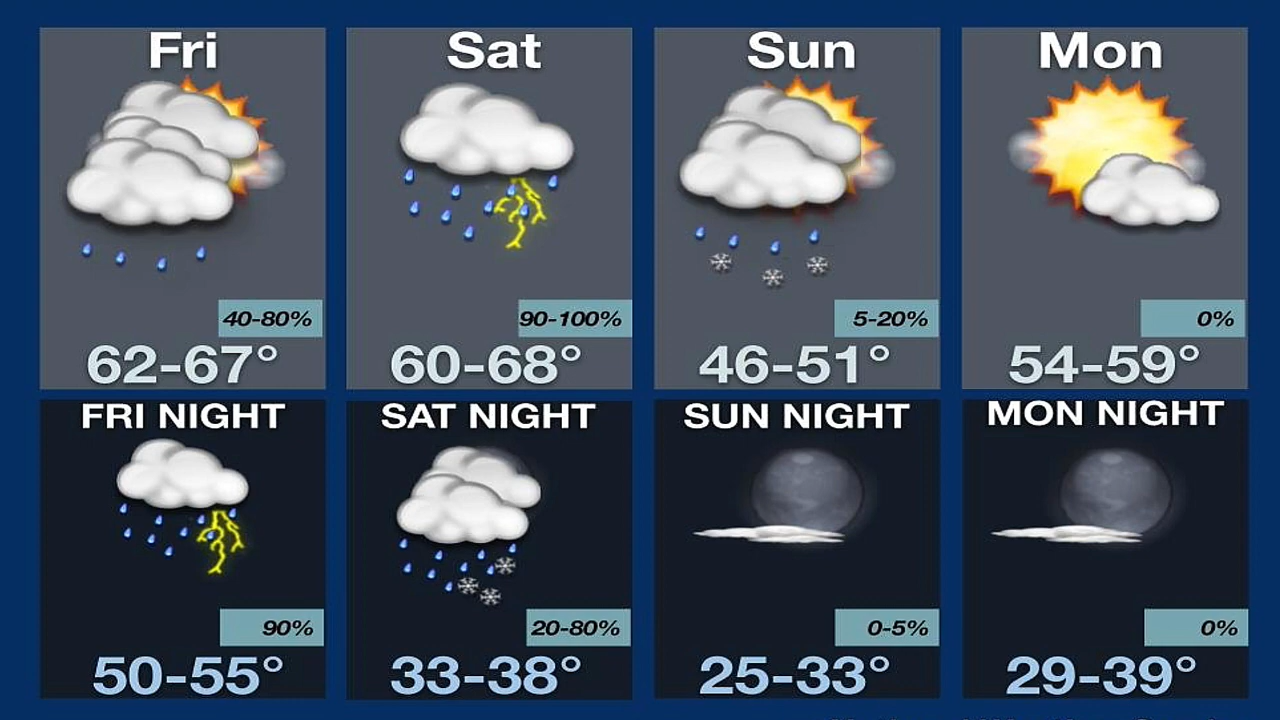 Fri
40-80%
62-67°
Sat
90-100%
60-68°
Sun
5-20%
46-51°
Mon
0%
54-59°
FRI NIGHT
90%
50-55°
SAT NIGHT
20-80%
33-38°
SUN NIGHT
0-5%
25-33°
MON NIGHT
0%
29-39°